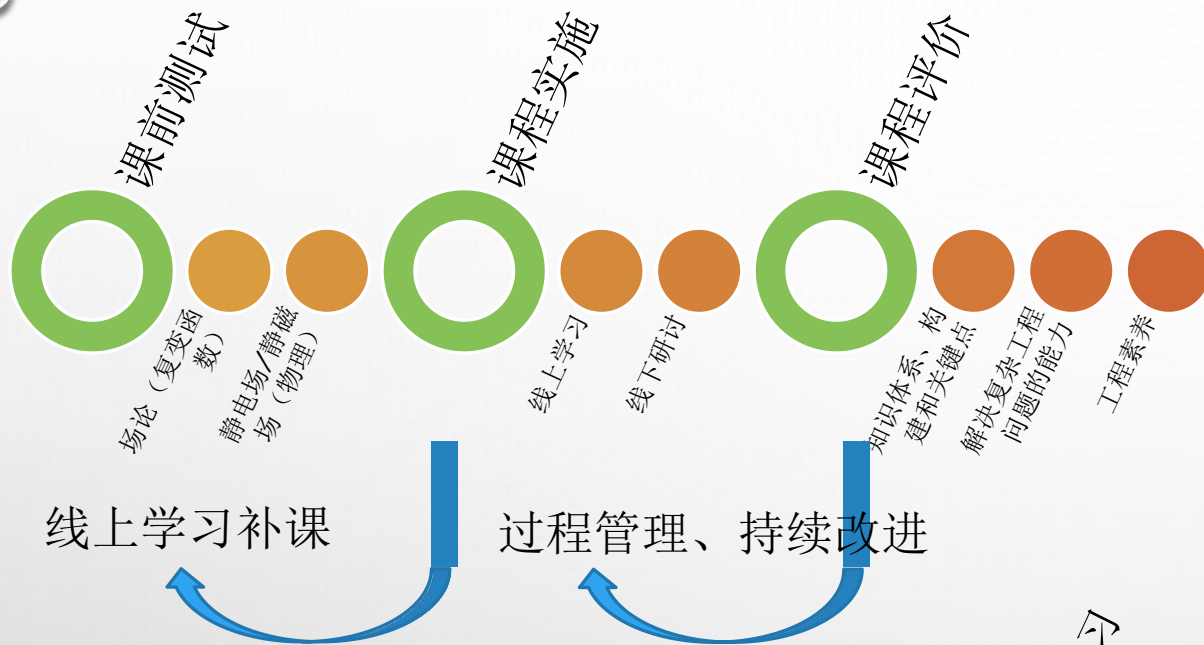 课前测试
课程实施
课程评价
场论（复变函
数）
静电场/静磁
场（物理）
线上学习
线下研讨
知识体系、构
建和关键点
解决复杂工程
问题的能力
工程素养
线上学习补课
过程管理、持续改进